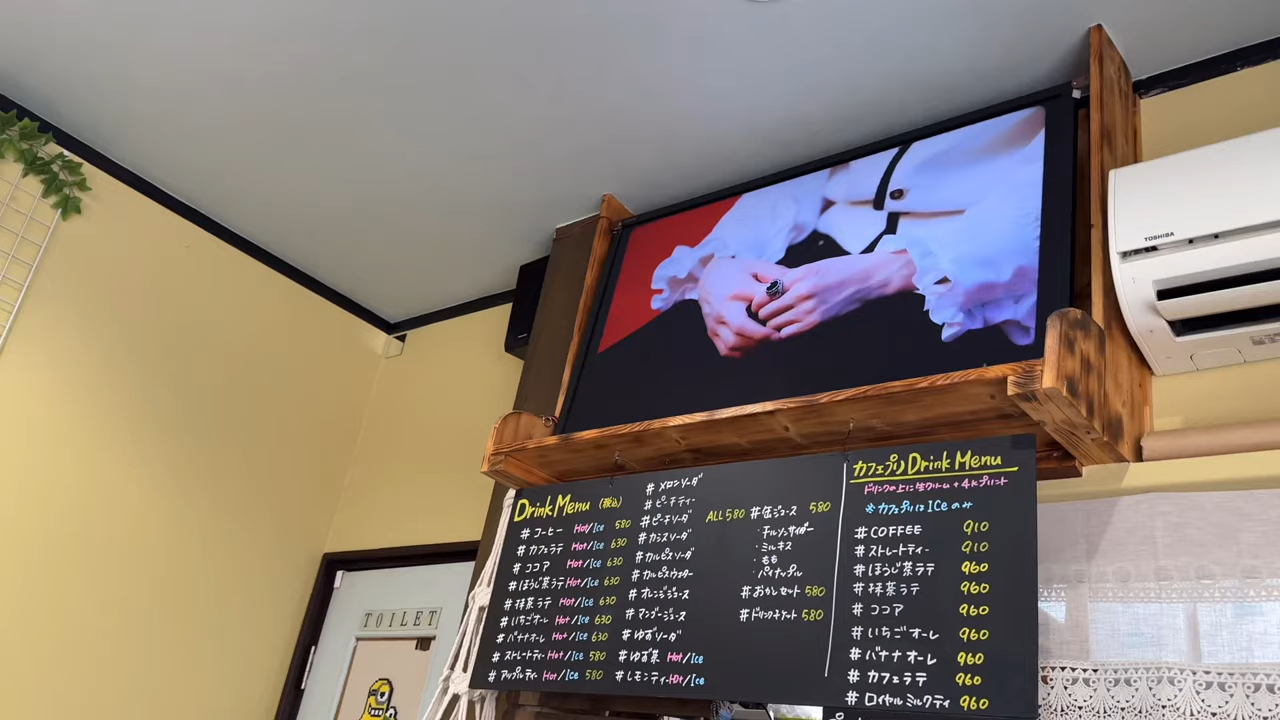 TOSHIBA
TOILET
Drink Menu (税込)
# コーヒー Hot/Ice 580
# カフェラテ Hot/Ice 630
# ココア Hot/Ice 630
# ほうじ茶ラテ Hot/Ice 630
# 抹茶ラテ Hot/Ice 630
# いちごオーレ Hot/Ice 630
# バナナオーレ Hot/Ice 630
# ストレートティー Hot/Ice 580
# アップルティー Hot/Ice 580
# メロンソーダ
# ピーチティー
# ピーチソーダ
# カシスソーダ
# カルピスソーダ
# カルピスウォーター
# オレンジジュース
# マンゴージュース
# ゆずソーダ
# ゆず茶 Hot/Ice
# レモンティー Hot/Ice
ALL 580
# 缶ジュース 580
・チルソンサイダー
・ミルキス
・もも
・パイナップル
# おかしセット 580
# ドリンクチケット 580
カフェプリ Drink Menu
ドリンクの上に生クリーム+4Kプリント
※カフェプリは ICe のみ
# COFFEE 910
# ストレートティー 910
# ほうじ茶ラテ 960
# 抹茶ラテ 960
# ココア 960
# いちごオーレ 960
# バナナオーレ 960
# カフェラテ 960
# ロイヤルミルクティ 960